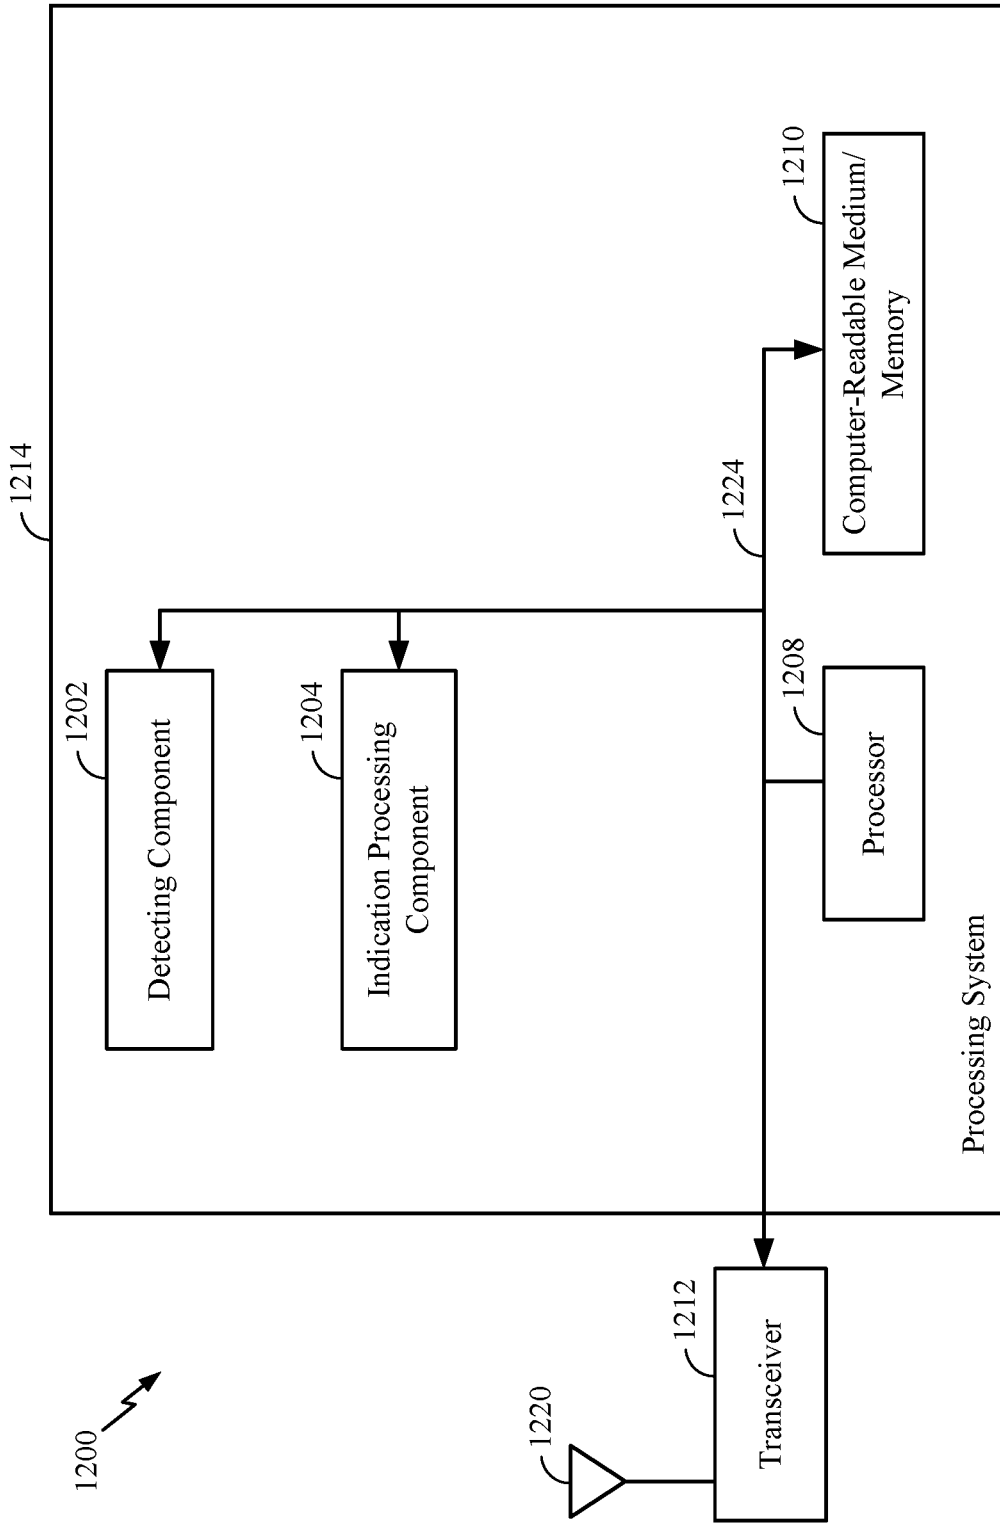 1200
1214
1202
Detecting Component
1204
Indication Processing
Component
1220
1212
Transceiver
1224
1208
Processor
1210
Computer-Readable Medium/
Memory
Processing System